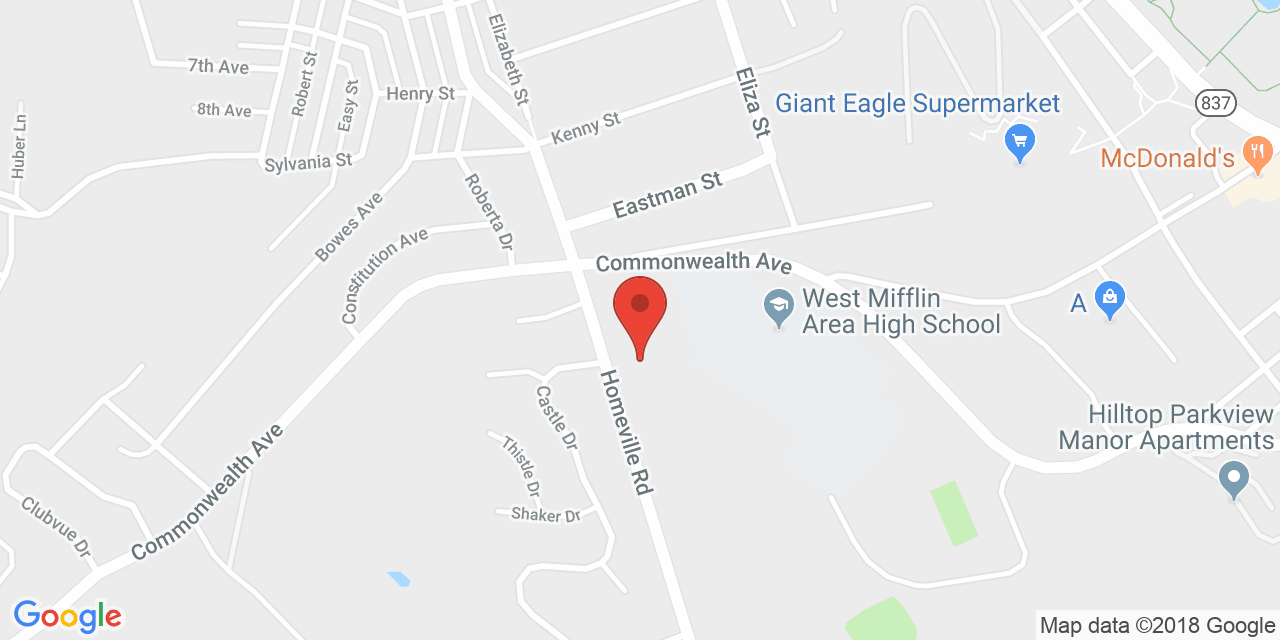 Elizabeth St
7th Ave
Robert St
Easy St
Henry St
8th Ave
Huber Ln
Sylvania St
Kenny St
Eliza St
Giant Eagle Supermarket
837
McDonald's
Roberta Dr
Eastman St
Bowes Ave
Constitution Ave
Commonwealth Ave
West Mifflin
Area High School
A
Homeville Rd
Castle Dr
Thistle Dr
Shaker Dr
Commonwealth Ave
Clubvue Dr
Hilltop Parkview
Manor Apartments
Google
Map data ©2018 Google